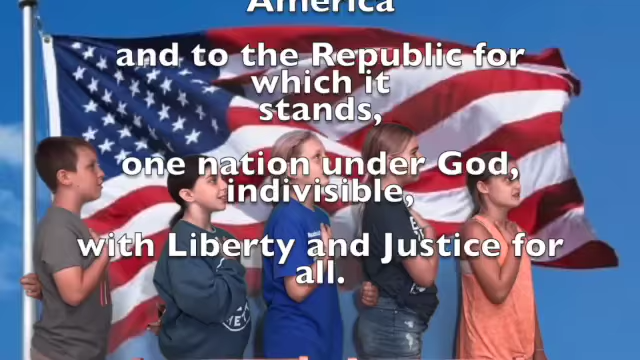 America
and to the Republic for
which it
stands,
one nation under God,
indivisible,
with Liberty and Justice for
all.